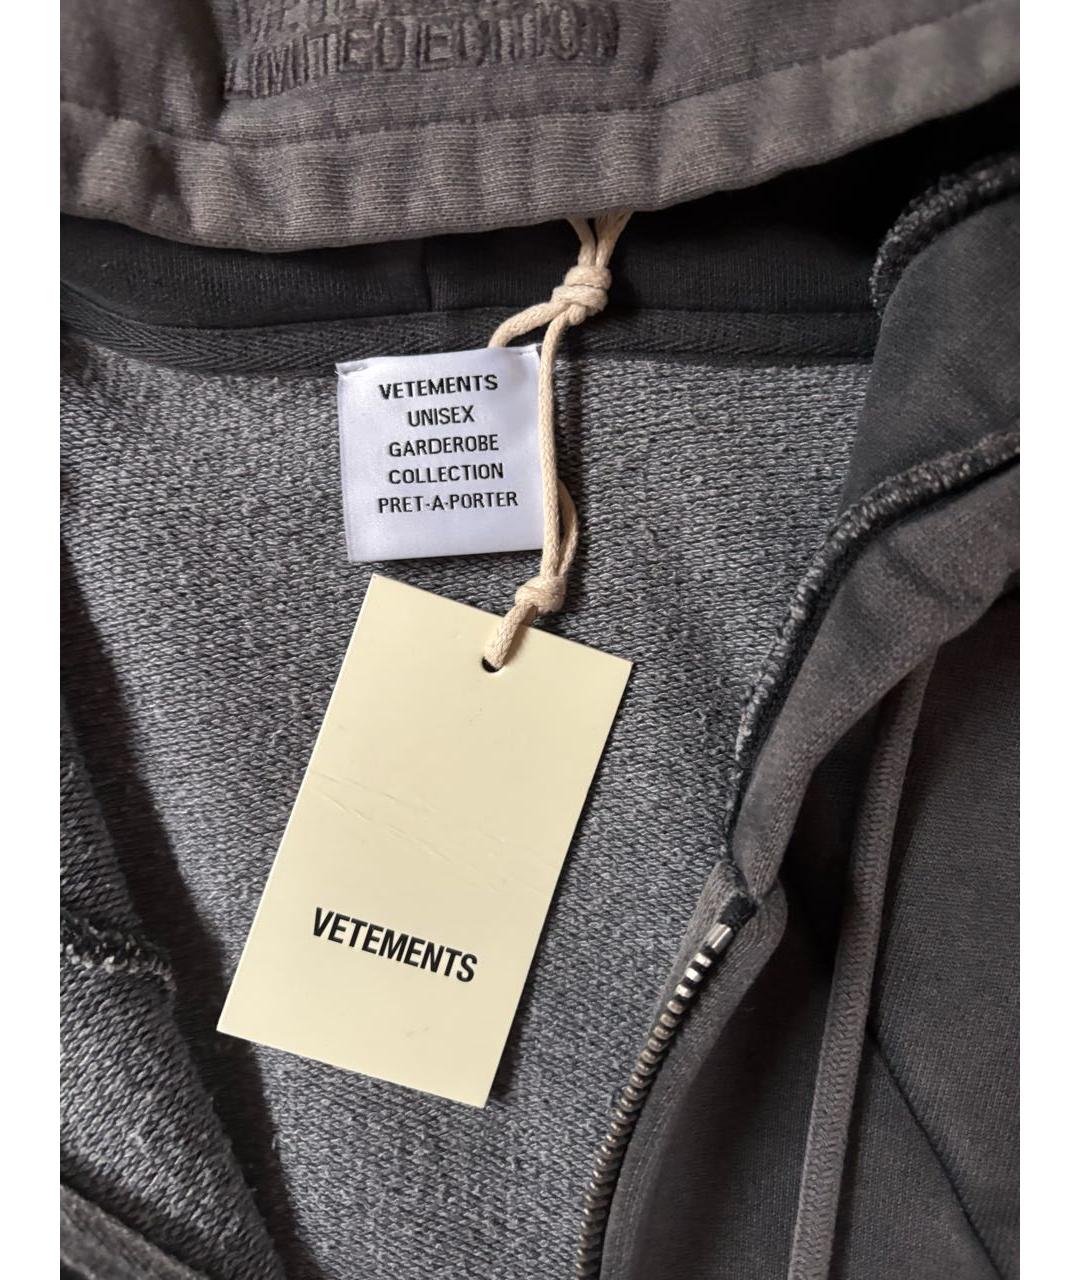 LIMITED EDITION
VETEMENTS
UNISEX
GARDEROBE
COLLECTION
PRET-A-PORTER
VETEMENTS